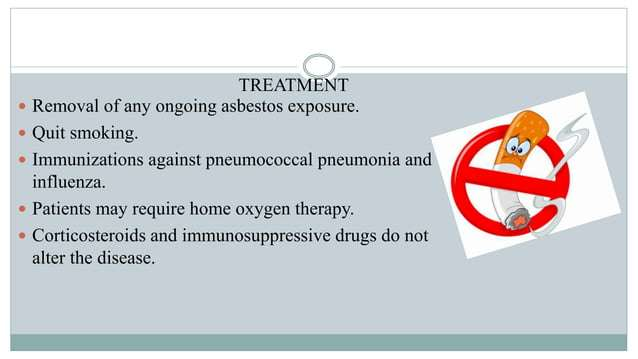 TREATMENT
Removal of any ongoing asbestos exposure.
Quit smoking.
Immunizations against pneumococcal pneumonia and
influenza.
Patients may require home oxygen therapy.
Corticosteroids and immunosuppressive drugs do not
alter the disease.